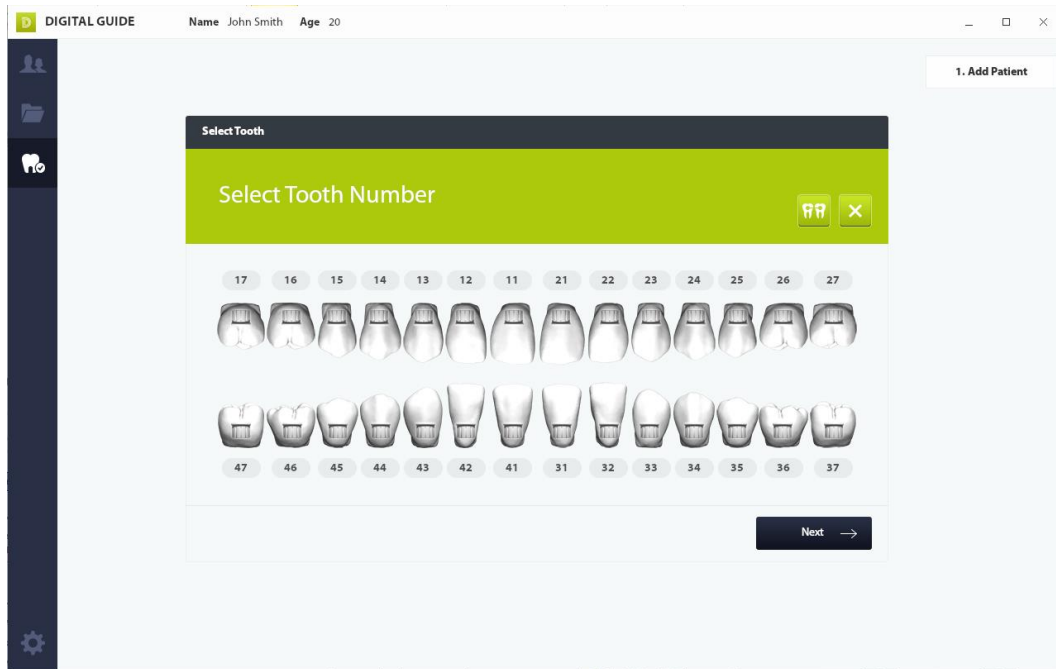 D DIGITAL GUIDE Name John Smith Age 20
1. Add Patient
Select Tooth
Select Tooth Number
17 16 15 14 13 12 11 21 22 23 24 25 26 27
47 46 45 44 43 42 41 31 32 33 34 35 36 37
Next